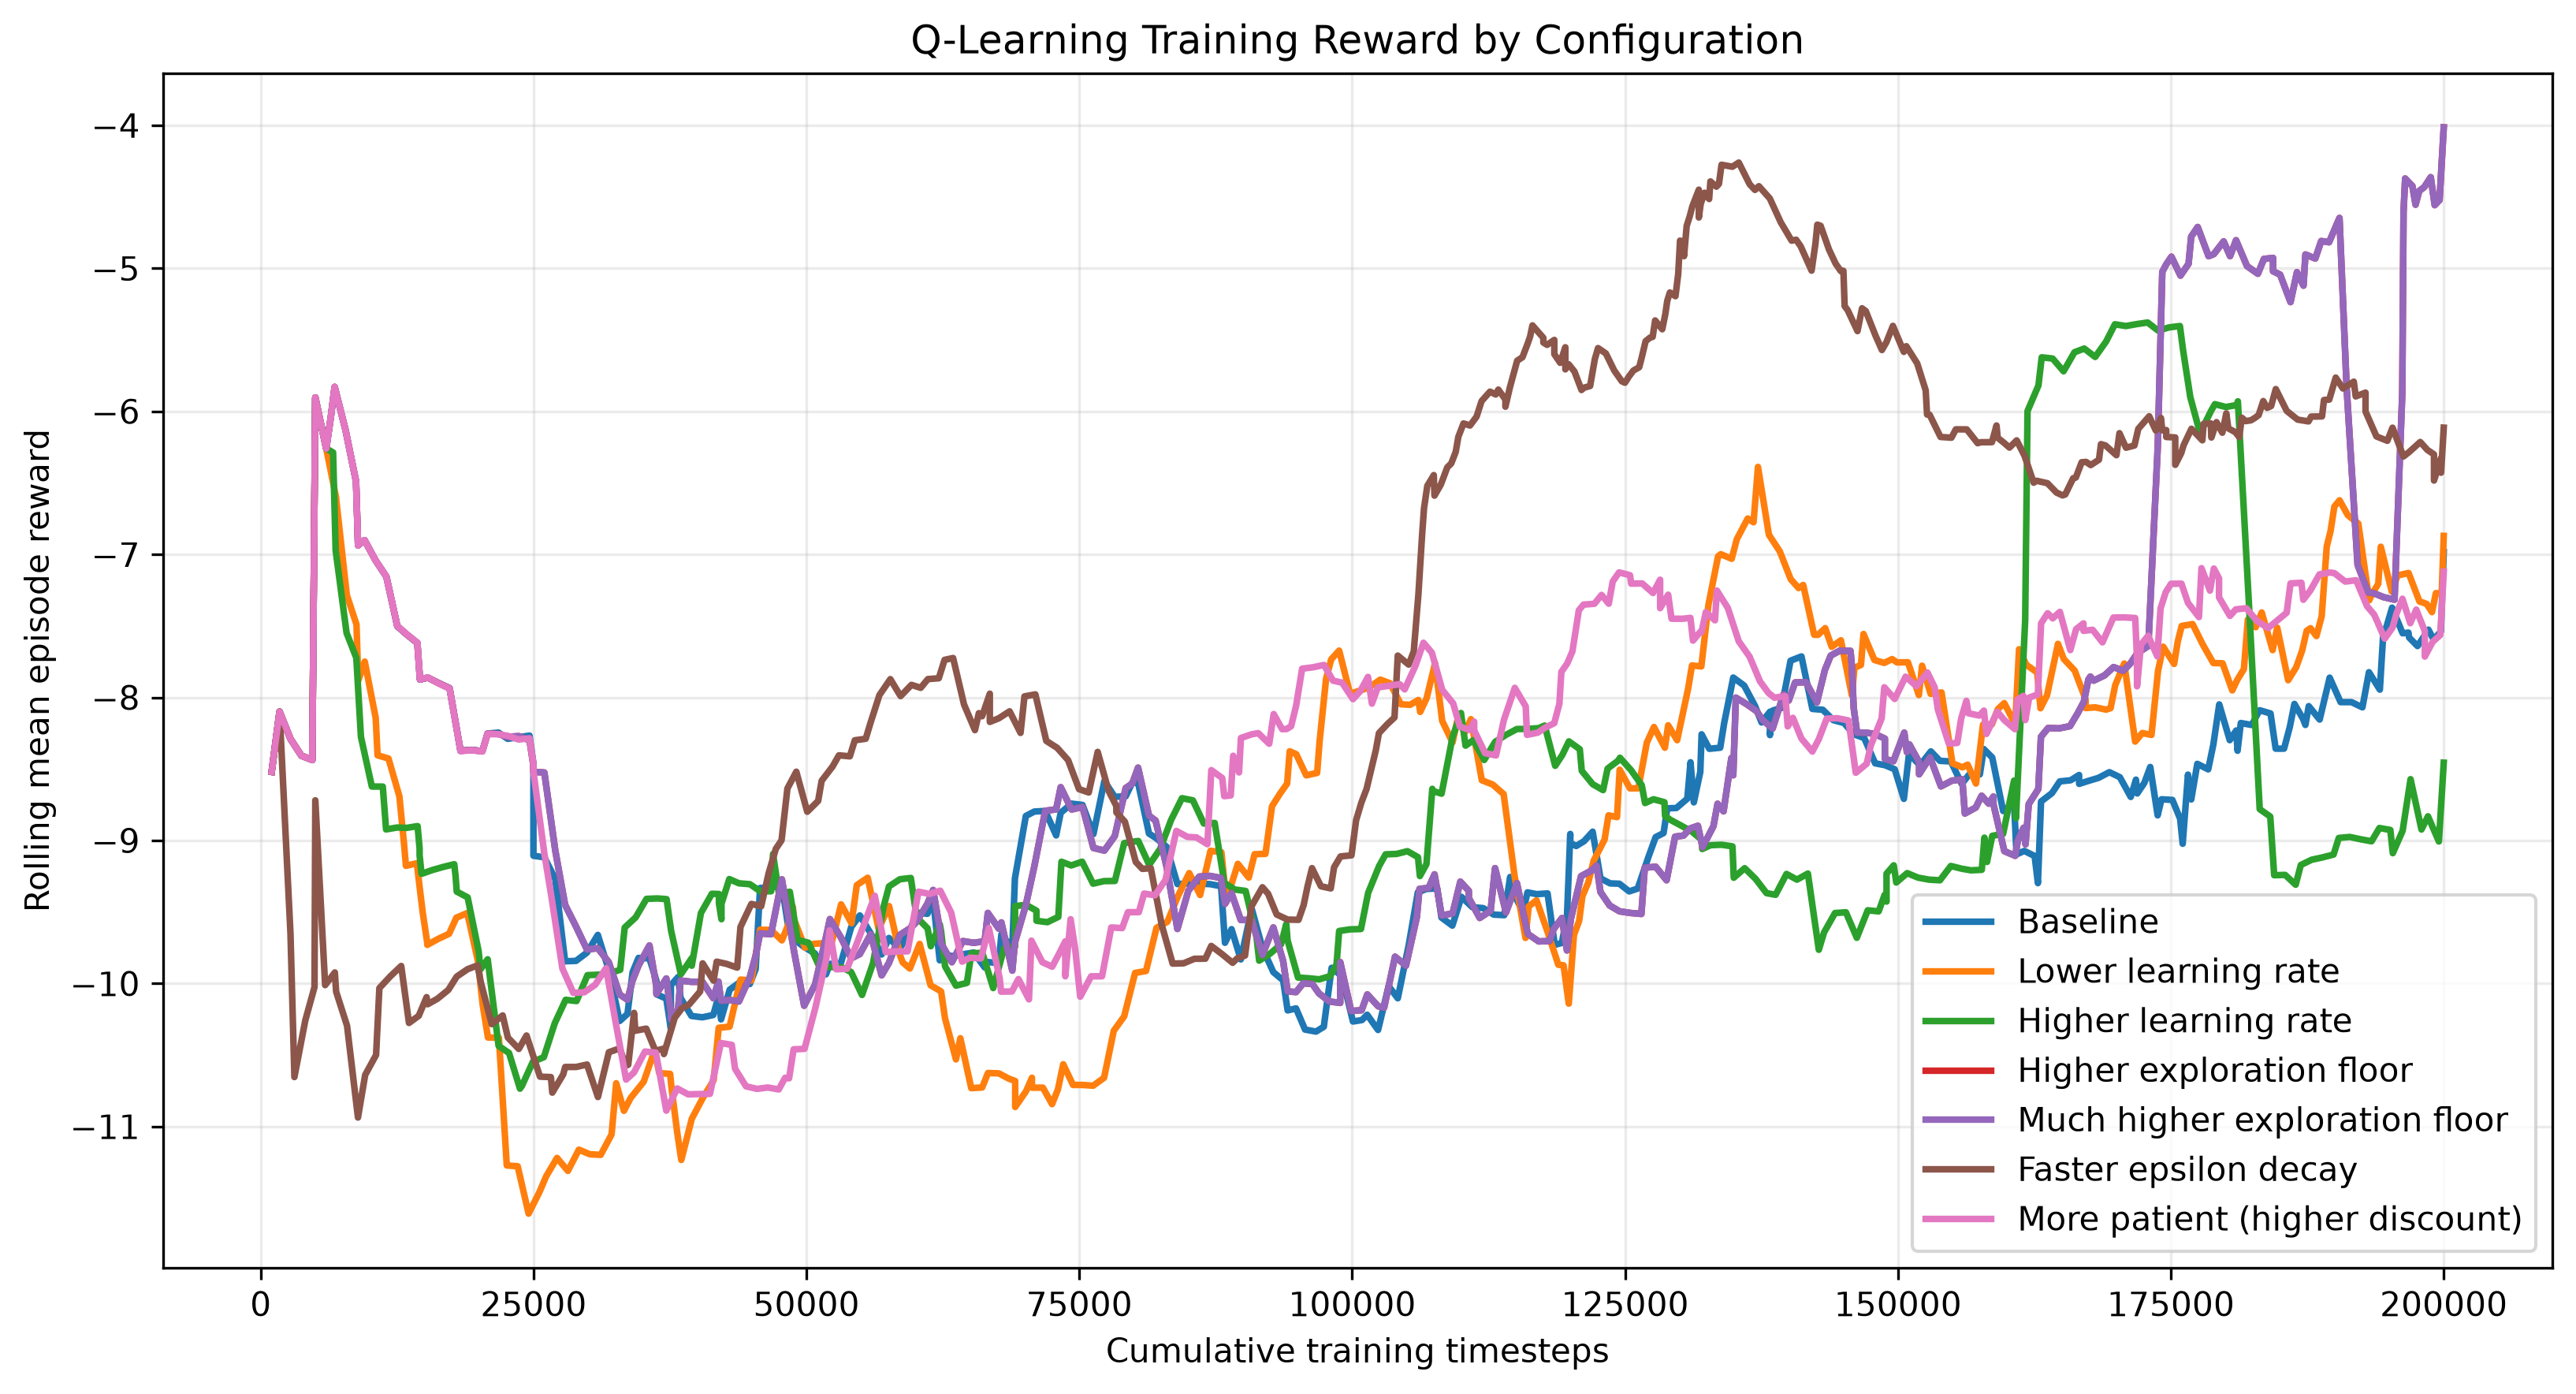 Q-Learning Training Reward by Configuration
−4
−5
−6
−7
−8
−9
−10
−11
Rolling mean episode reward
0 25000 50000 75000 100000 125000 150000 175000 200000
Cumulative training timesteps
Baseline
Lower learning rate
Higher learning rate
Higher exploration floor
Much higher exploration floor
Faster epsilon decay
More patient (higher discount)